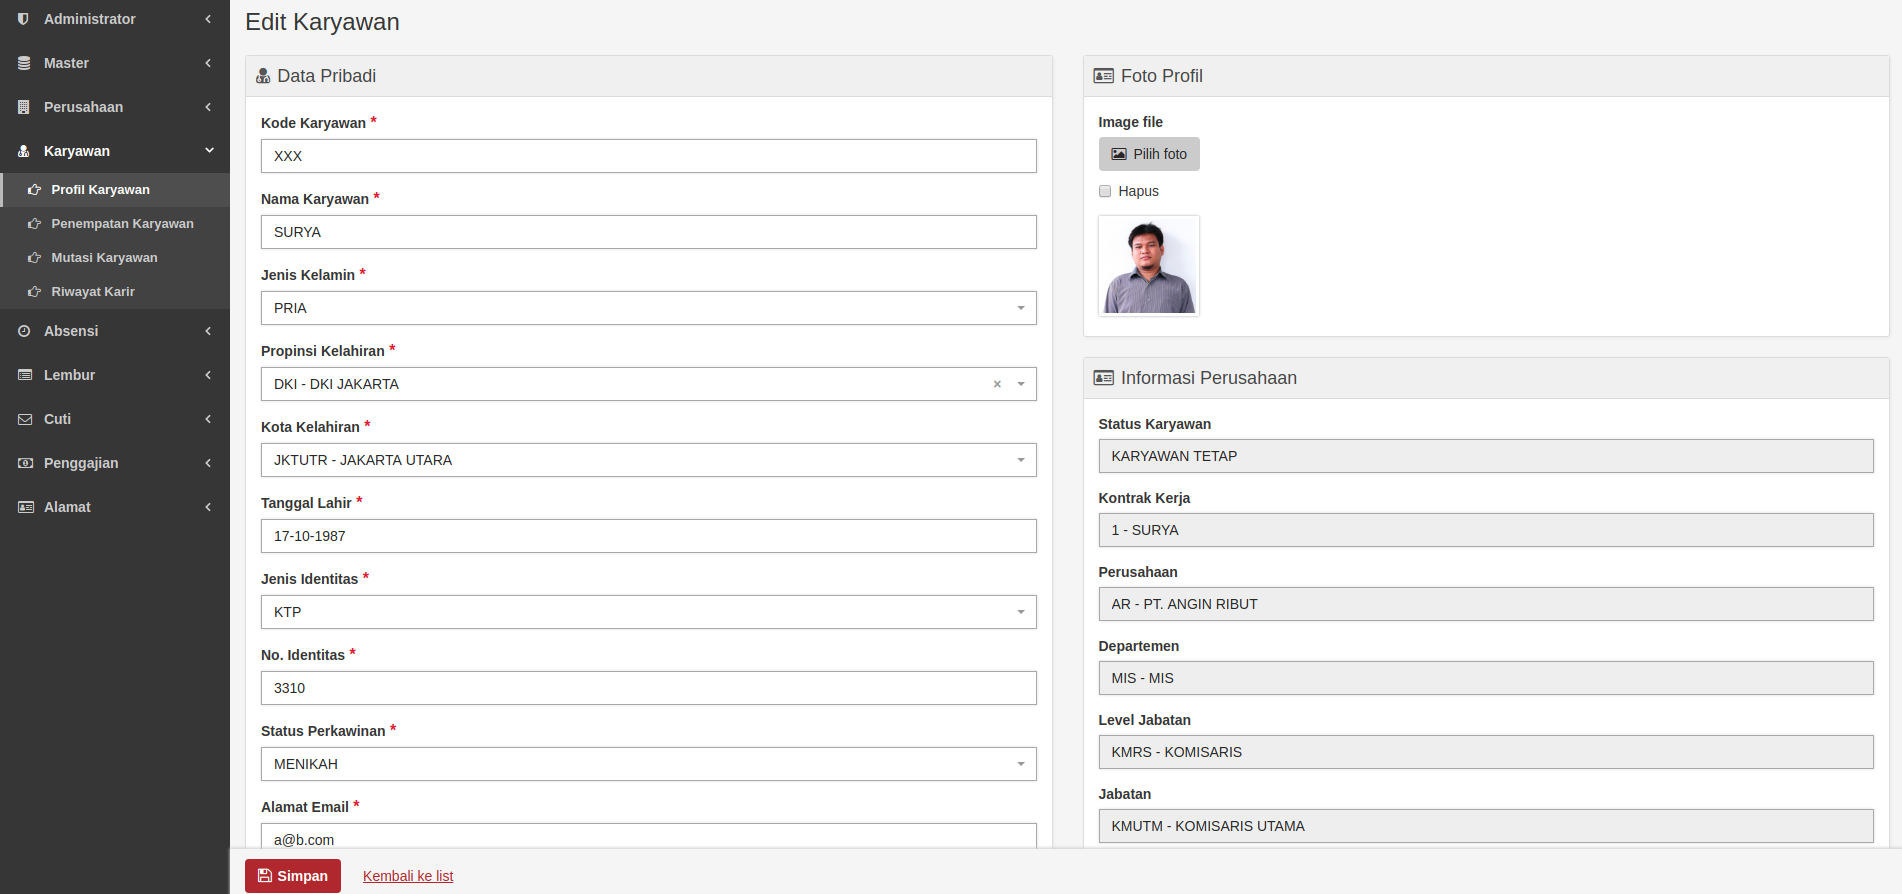 Administrator
Master
Perusahaan
Karyawan
Profil Karyawan
Penempatan Karyawan
Mutasi Karyawan
Riwayat Karir
Absensi
Lembur
Cuti
Penggajian
Alamat
Edit Karyawan
Data Pribadi
Kode Karyawan *
XXX
Nama Karyawan *
SURYA
Jenis Kelamin *
PRIA
Propinsi Kelahiran *
DKI - DKI JAKARTA ×
Kota Kelahiran *
JKTUTR - JAKARTA UTARA
Tanggal Lahir *
17-10-1987
Jenis Identitas *
KTP
No. Identitas *
3310
Status Perkawinan *
MENIKAH
Alamat Email *
a@b.com
Foto Profil
Image file
Pilih foto
Hapus
Informasi Perusahaan
Status Karyawan
KARYAWAN TETAP
Kontrak Kerja
1 - SURYA
Perusahaan
AR - PT. ANGIN RIBUT
Departemen
MIS - MIS
Level Jabatan
KMRS - KOMISARIS
Jabatan
KMUTM - KOMISARIS UTAMA
Simpan
Kembali ke list